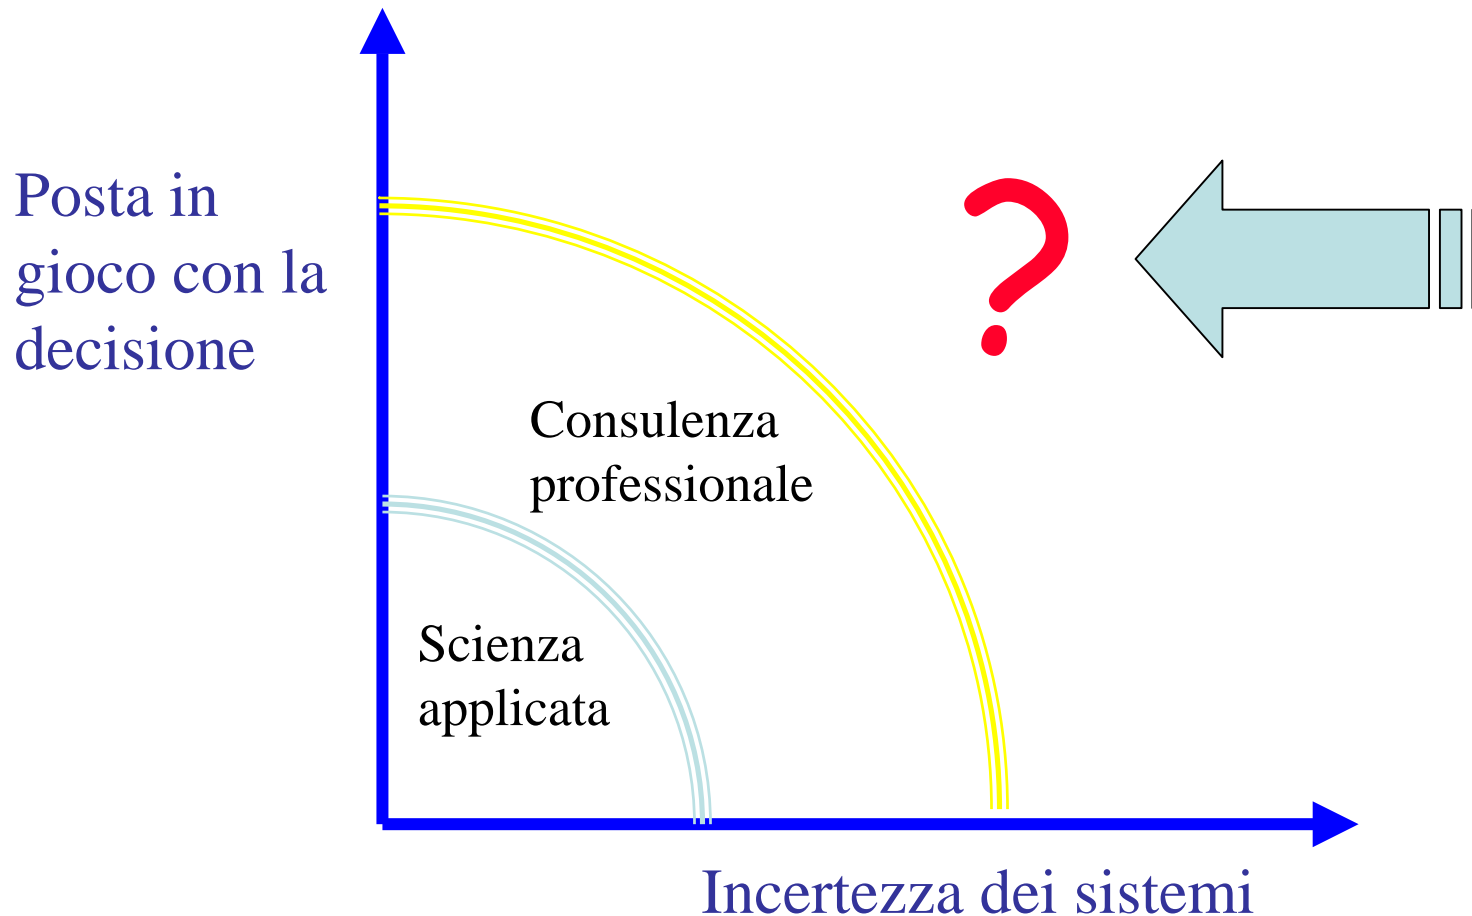 Posta in
gioco con la
decisione
?
Consulenza
professionale
Scienza
applicata
Incertezza dei sistemi